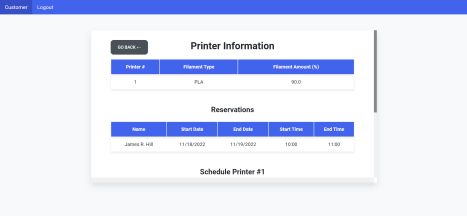 Customer Logout
GO BACK ←
Printer Information
Printer # Filament Type Filament Amount (%)
1 PLA 90.0
Reservations
Name Start Date End Date Start Time End Time
James R. Hill 11/18/2022 11/19/2022 10:00 11:00
Schedule Printer #1